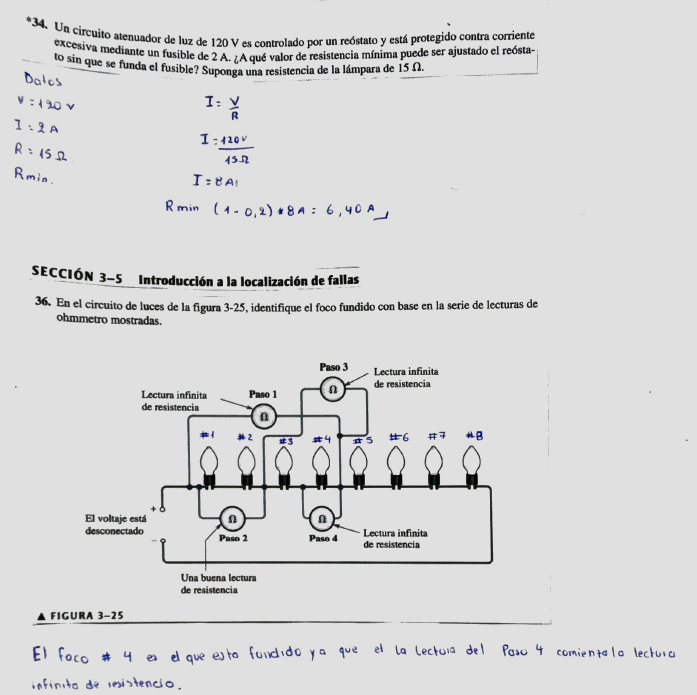 *34. Un circuito atenuador de luz de 120 V es controlado por un reóstato y está protegido contra corriente
excesiva mediante un fusible de 2 A. ¿A qué valor de resistencia mínima puede ser ajustado el reósta-
to sin que se funda el fusible? Suponga una resistencia de la lámpara de 15 Ω.
Datos
V = 120 V
I = 2 A
R = 15 Ω
Rmin.
I = V
R
I = 120V
15Ω
I = 8A
Rmin (1 - 0,2) * 8A = 6,40 A
SECCIÓN 3–5 Introducción a la localización de fallas
36. En el circuito de luces de la figura 3-25, identifique el foco fundido con base en la serie de lecturas de
ohmmetro mostradas.
Paso 3
Lectura infinita
de resistencia
Ω
Lectura infinita
de resistencia
Paso 1
Ω
#1 #2 #3 #4 #5 #6 #7 #8
+
El voltaje está
desconectado
–
Ω
Paso 2
Ω
Paso 4
Lectura infinita
de resistencia
Una buena lectura
de resistencia
▲ FIGURA 3–25
El foco # 4 es el que esta fundido ya que el la Lectura del Paso 4 comienta la lectura
infinita de resistencia.